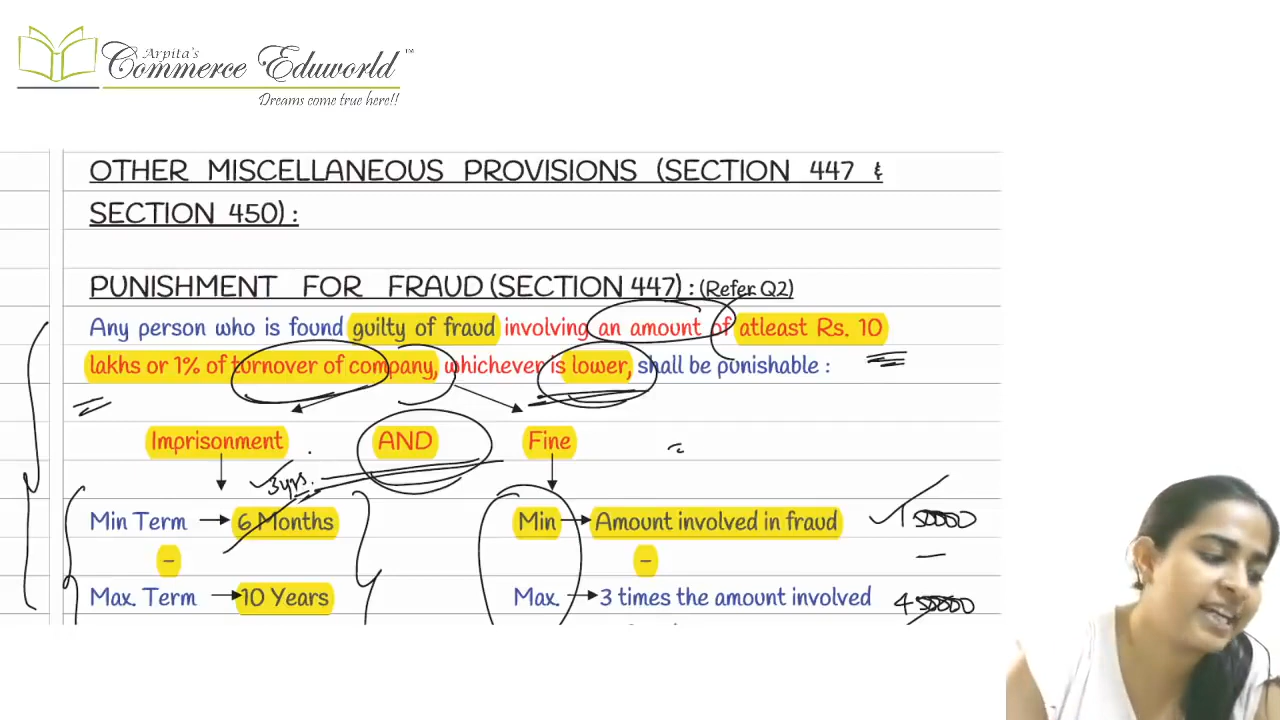 Arpita's
Commerce Eduworld™
Dreams come true here!!
OTHER MISCELLANEOUS PROVISIONS (SECTION 447 &
SECTION 450) :
PUNISHMENT FOR FRAUD (SECTION 447) : (Refer Q2)
Any person who is found guilty of fraud involving an amount of atleast Rs. 10
lakhs or 1% of turnover of company, whichever is lower, shall be punishable :
Imprisonment AND Fine
3yrs.
Min Term → 6 Months Min → Amount involved in fraud
- -
Max. Term → 10 Years Max. → 3 times the amount involved